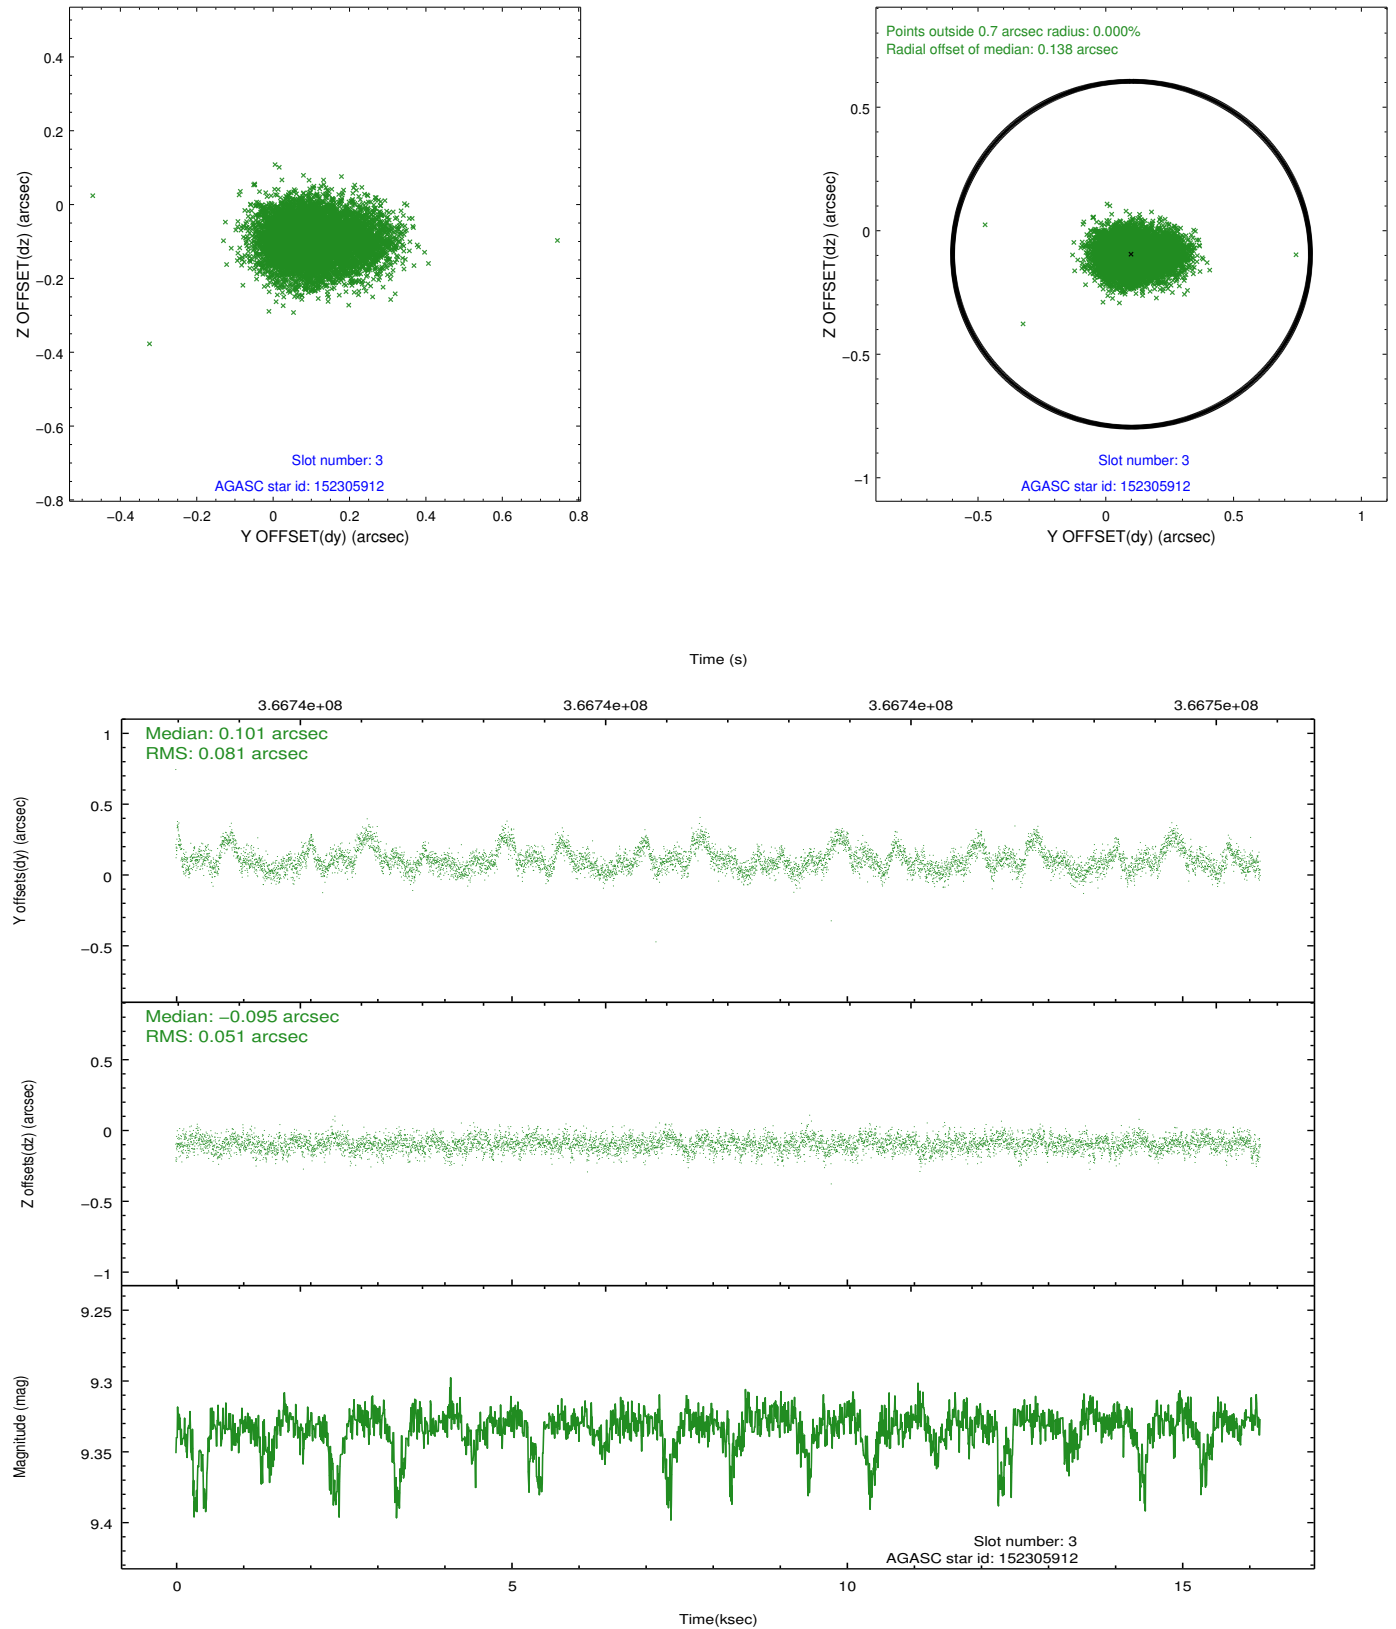 0.4
0.2
0
−0.2
−0.4
−0.6
−0.8
Z OFFSET(dz) (arcsec)
Slot number: 3
AGASC star id: 152305912
−0.4
−0.2
0
0.2
0.4
0.6
0.8
Y OFFSET(dy) (arcsec)
Points outside 0.7 arcsec radius: 0.000%
Radial offset of median: 0.138 arcsec
0.5
0
−0.5
−1
Z OFFSET(dz) (arcsec)
Slot number: 3
AGASC star id: 152305912
−0.5
0
0.5
1
Y OFFSET(dy) (arcsec)
Time (s)
3.6674e+08
3.6674e+08
3.6674e+08
3.6675e+08
Median: 0.101 arcsec
RMS: 0.081 arcsec
1
0.5
0
−0.5
Y offsets(dy) (arcsec)
Median: −0.095 arcsec
RMS: 0.051 arcsec
0.5
0
−0.5
−1
Z offsets(dz) (arcsec)
9.25
9.3
9.35
9.4
Magnitude (mag)
Slot number: 3
AGASC star id: 152305912
0
5
10
15
Time(ksec)